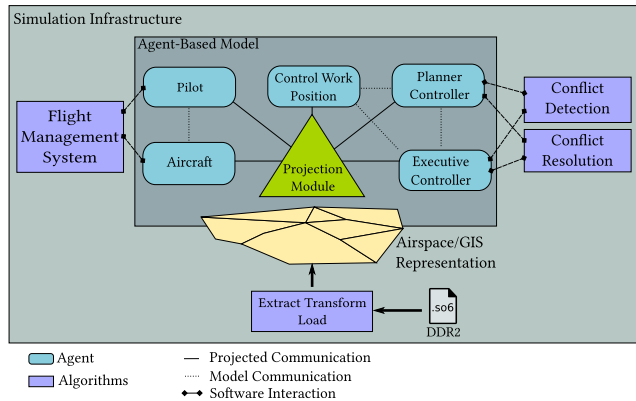 Simulation Infrastructure
Agent-Based Model
Pilot
Control Work
Position
Planner
Controller
Conflict
Detection
Flight
Management
System
Conflict
Resolution
Aircraft
Projection
Module
Executive
Controller
Airspace/GIS
Representation
Extract Transform
Load
.so6
DDR2
Agent
Algorithms
Projected Communication
Model Communication
Software Interaction